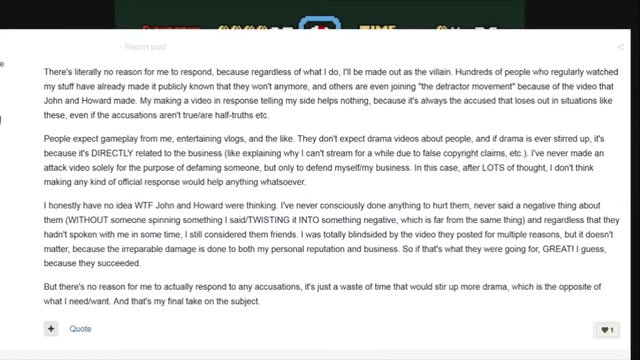 TIME
- Report post
There's literally no reason for me to respond, because regardless of what I do, I'll be made out as the villain. Hundreds of people who regularly watched
my stuff have already made it publicly known that they won't anymore, and others are even joining "the detractor movement" because of the video that
John and Howard made. My making a video in response telling my side helps nothing, because it's always the accused that loses out in situations like
these, even if the accusations aren't true/are half-truths etc.
People expect gameplay from me, entertaining vlogs, and the like. They don't expect drama videos about people, and if drama is ever stirred up, it's
because it's DIRECTLY related to the business (like explaining why I can't stream for a while due to false copyright claims, etc.). I've never made an
attack video solely for the purpose of defaming someone, but only to defend myself/my business. In this case, after LOTS of thought, I don't think
making any kind of official response would help anything whatsoever.
I honestly have no idea WTF John and Howard were thinking. I've never consciously done anything to hurt them, never said a negative thing about
them (WITHOUT someone spinning something I said/TWISTING it INTO something negative, which is far from the same thing) and regardless that they
hadn't spoken with me in some time, I still considered them friends. I was totally blindsided by the video they posted for multiple reasons, but it doesn't
matter, because the irreparable damage is done to both my personal reputation and business. So if that's what they were going for, GREAT! I guess,
because they succeeded.
But there's no reason for me to actually respond to any accusations, it's just a waste of time that would stir up more drama, which is the opposite of
what I need/want. And that's my final take on the subject.
+ Quote
1